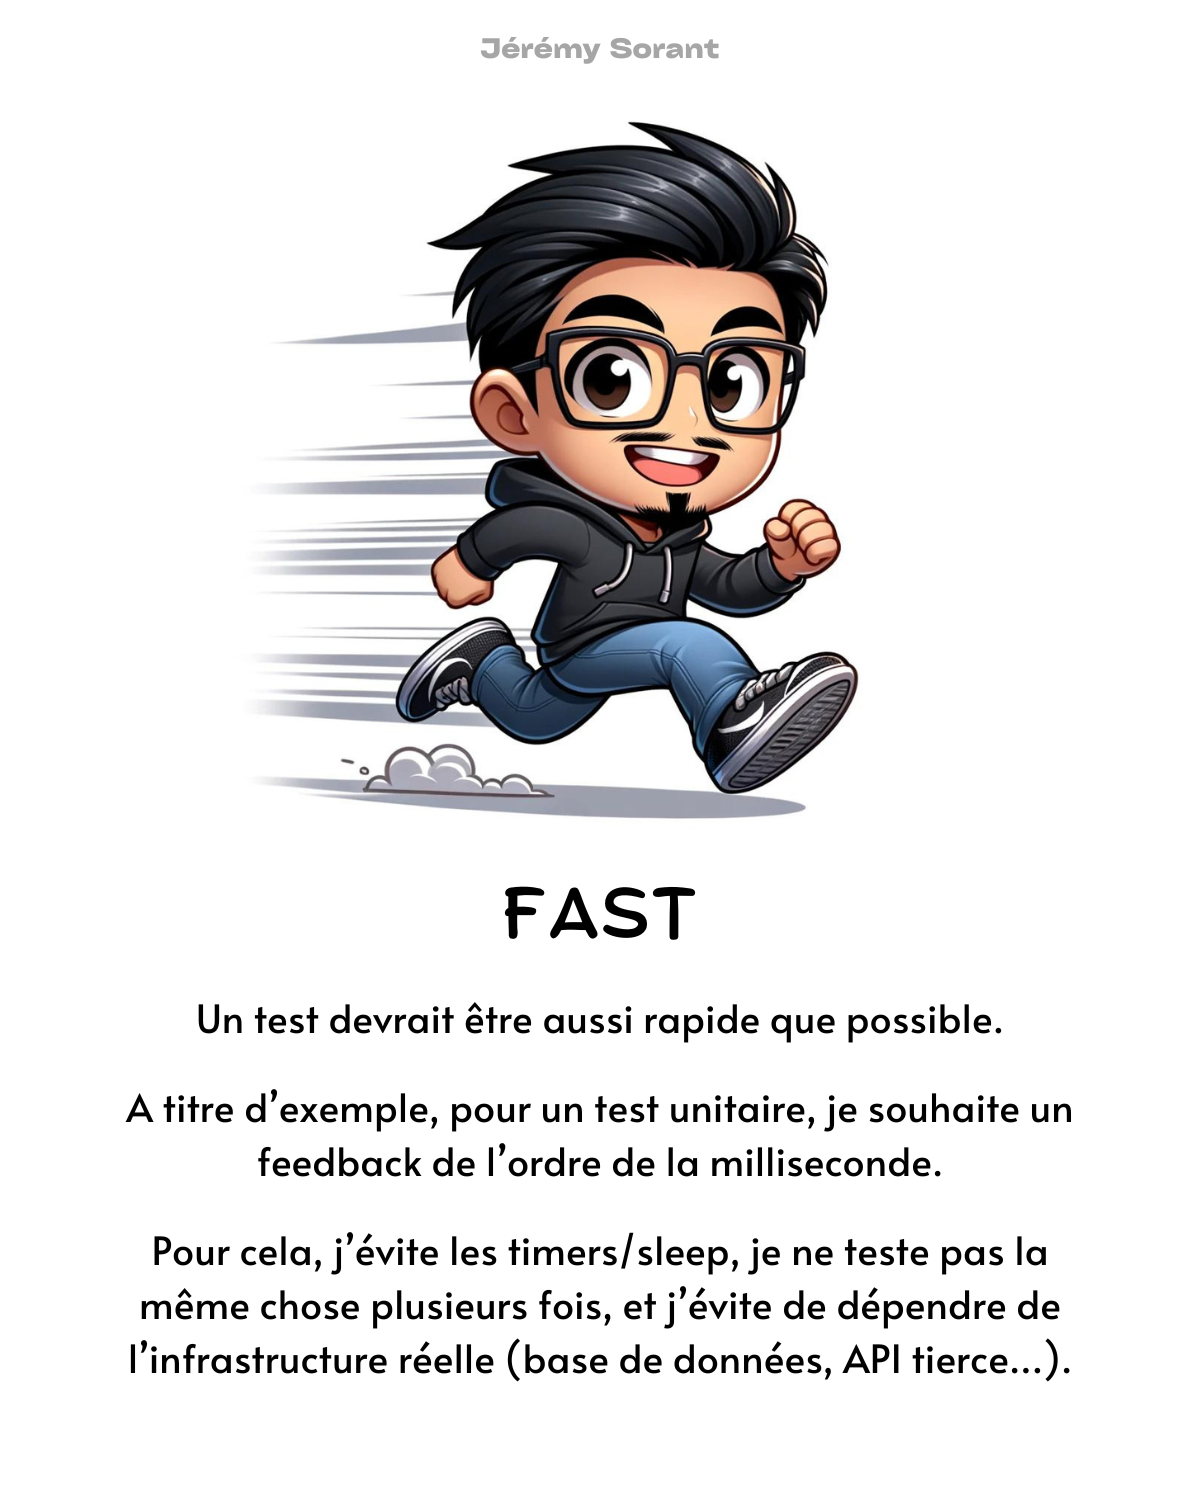 Jérémy Sorant
FAST
Un test devrait être aussi rapide que possible.
A titre d’exemple, pour un test unitaire, je souhaite un
feedback de l’ordre de la milliseconde.
Pour cela, j’évite les timers/sleep, je ne teste pas la
même chose plusieurs fois, et j’évite de dépendre de
l’infrastructure réelle (base de données, API tierce...).